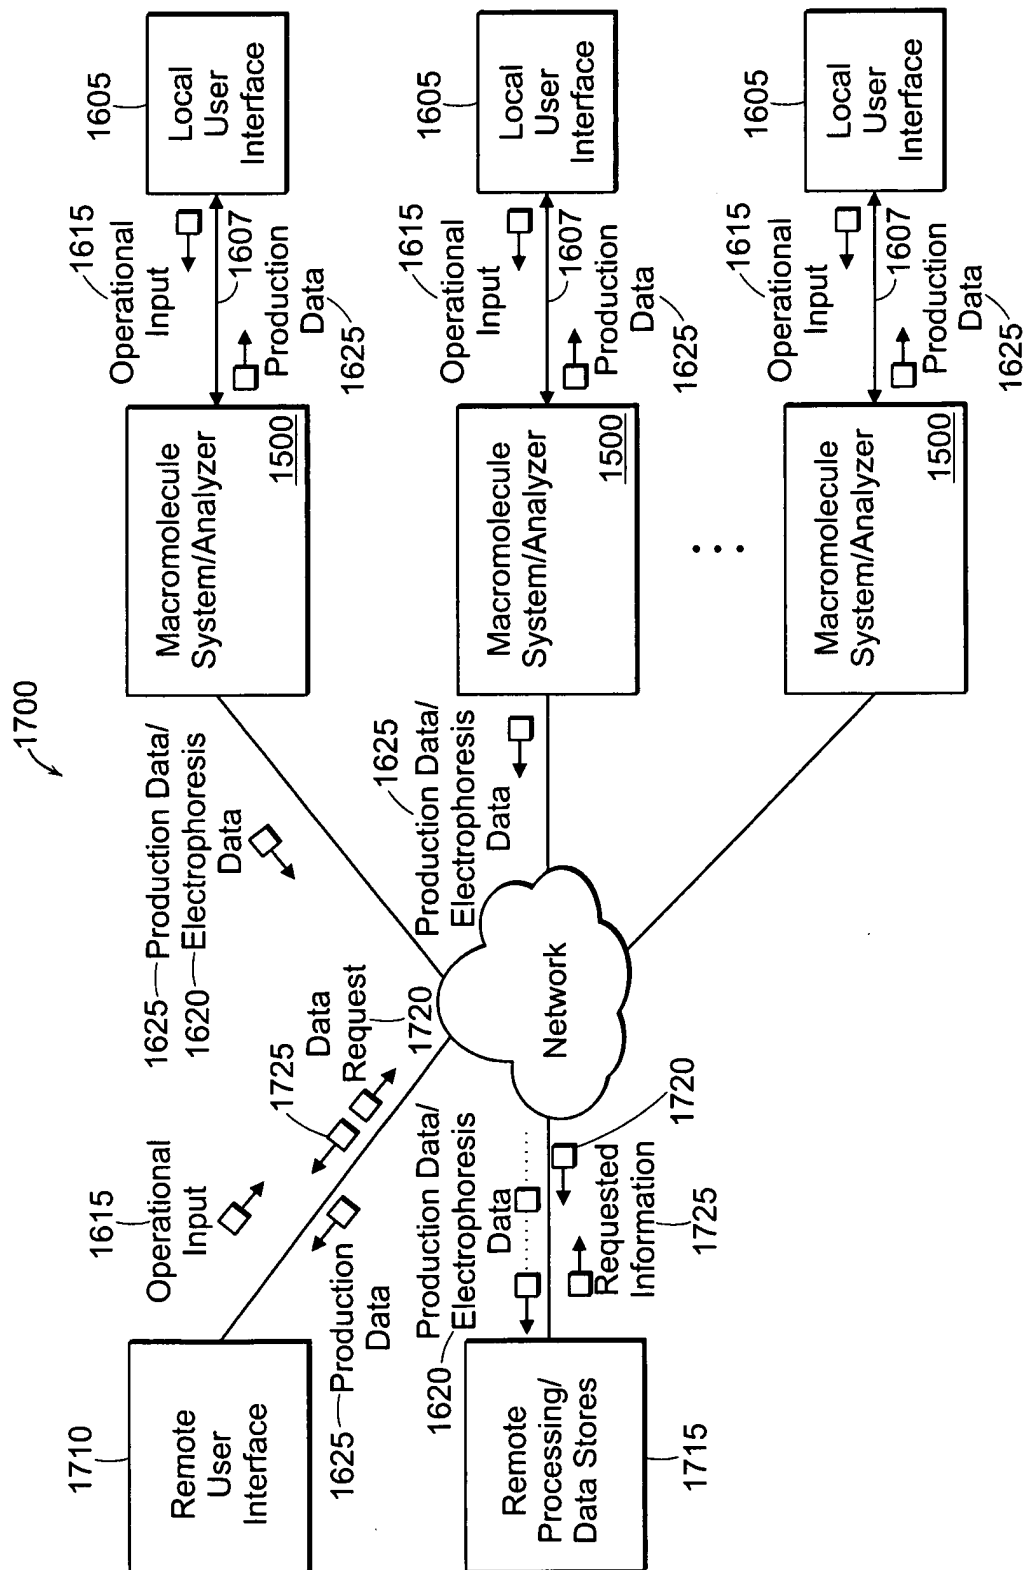 1700
1710
Remote
User
Interface
1615
Operational
Input
1725
Data
Request
1720
1625
Production
Data
1625
Production Data/
1620
Electrophoresis
Data
Macromolecule
System/Analyzer
1500
1615
Operational
Input
1607
Production
Data
1625
1605
Local
User
Interface
Remote
Processing/
Data Stores
1715
Production Data/
1620
Electrophoresis
Data
1720
Requested
Information
1725
Network
1625
Production Data/
Electrophoresis
Data
Macromolecule
System/Analyzer
1500
1615
Operational
Input
1607
Production
Data
1625
1605
Local
User
Interface
Macromolecule
System/Analyzer
1500
1615
Operational
Input
1607
Production
Data
1625
1605
Local
User
Interface